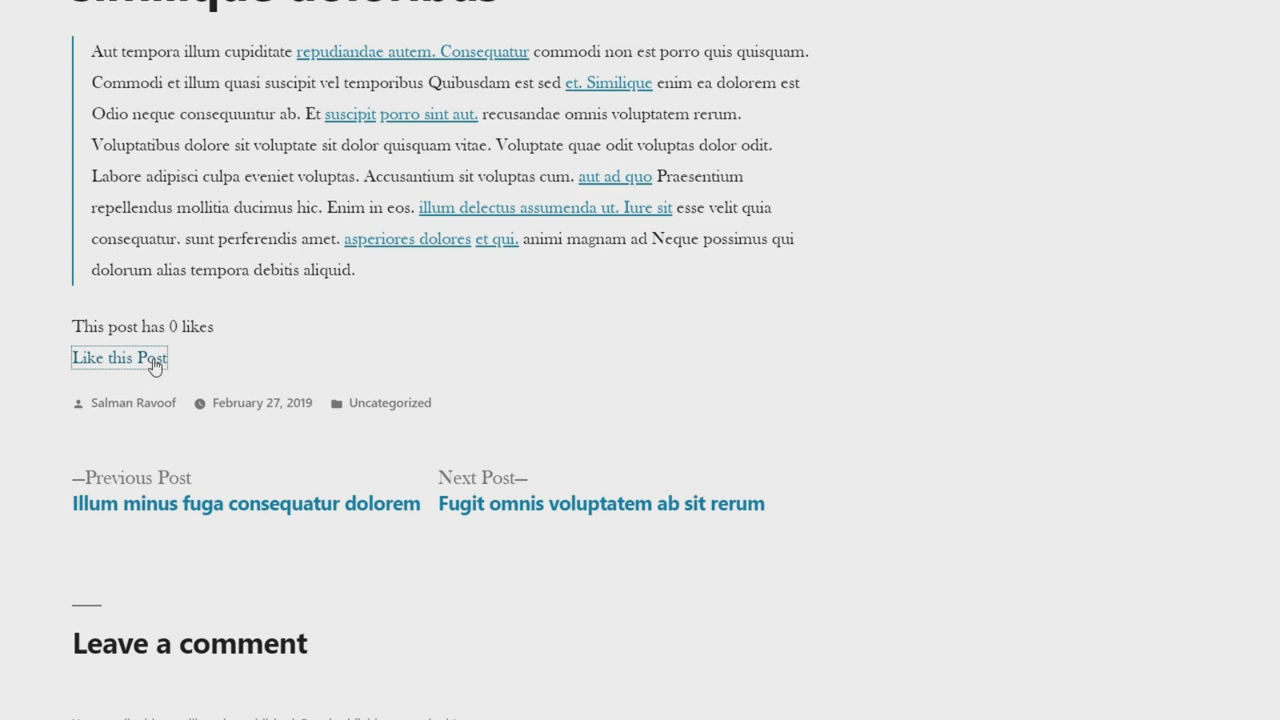 similique doloribus
Aut tempora illum cupiditate repudiandae autem. Consequatur commodi non est porro quis quisquam.
Commodi et illum quasi suscipit vel temporibus Quibusdam est sed et. Similique enim ea dolorem est
Odio neque consequuntur ab. Et suscipit porro sint aut. recusandae omnis voluptatem rerum.
Voluptatibus dolore sit voluptate sit dolor quisquam vitae. Voluptate quae odit voluptas dolor odit.
Labore adipisci culpa eveniet voluptas. Accusantium sit voluptas cum. aut ad quo Praesentium
repellendus mollitia ducimus hic. Enim in eos. illum delectus assumenda ut. Iure sit esse velit quia
consequatur. sunt perferendis amet. asperiores dolores et qui. animi magnam ad Neque possimus qui
dolorum alias tempora debitis aliquid.
This post has 0 likes
Like this Post
Salman Ravoof February 27, 2019 Uncategorized
—Previous Post Next Post—
Illum minus fuga consequatur dolorem Fugit omnis voluptatem ab sit rerum
Leave a comment